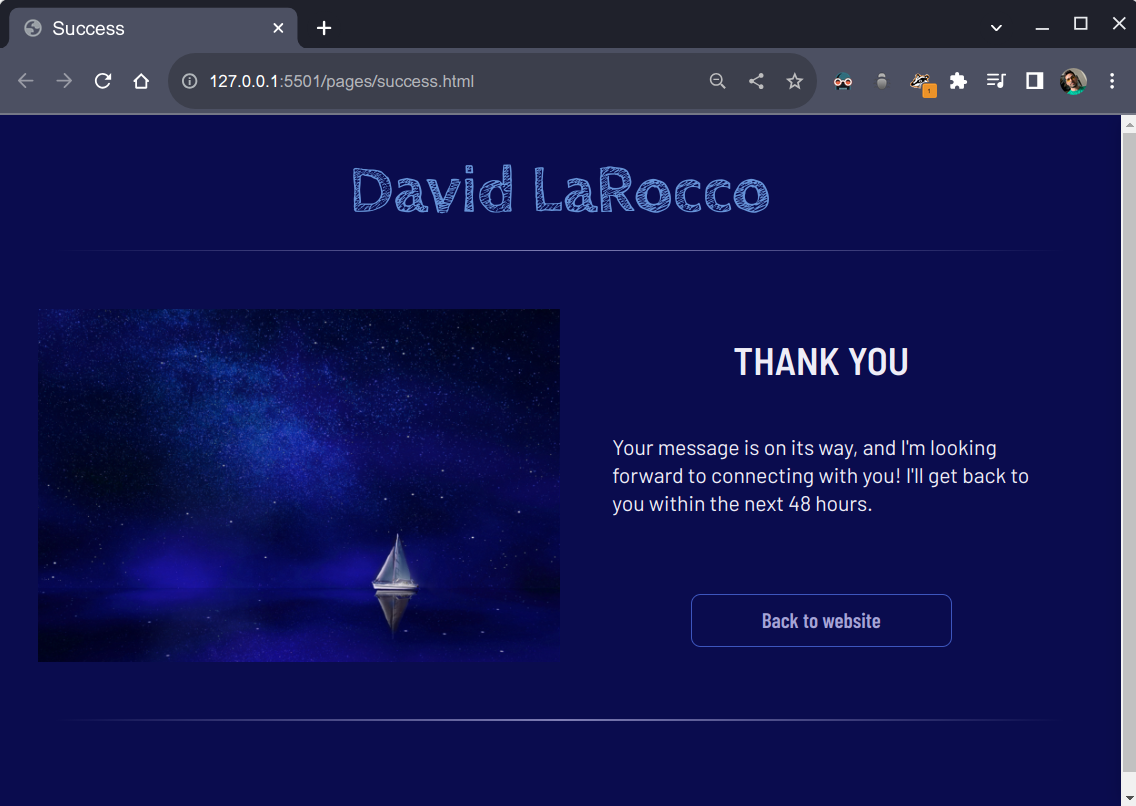 Success
127.0.0.1:5501/pages/success.html
1
David LaRocco
THANK YOU
Your message is on its way, and I'm looking
forward to connecting with you! I'll get back to
you within the next 48 hours.
Back to website